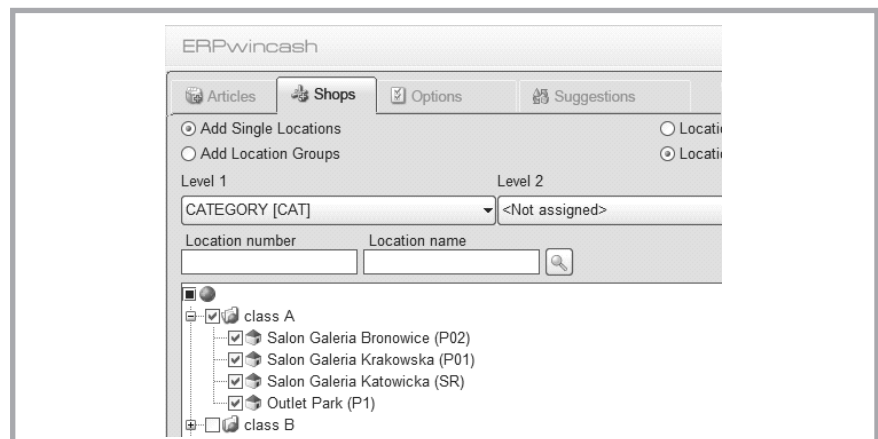 ERPwincash
Articles Shops Options Suggestions
Add Single Locations Locati
Add Location Groups Locati
Level 1 Level 2
CATEGORY [CAT] <Not assigned>
Location number Location name
class A
Salon Galeria Bronowice (P02)
Salon Galeria Krakowska (P01)
Salon Galeria Katowicka (SR)
Outlet Park (P1)
class B